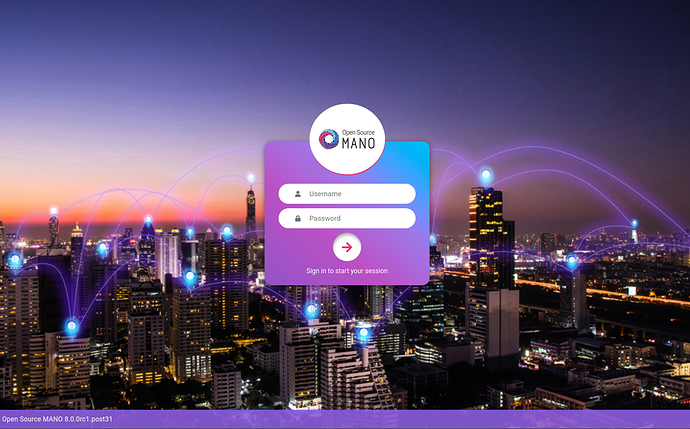 Open Source
MANO
Username
Password
Sign in to start your session
Open Source MANO 8.0.0rc1.post31